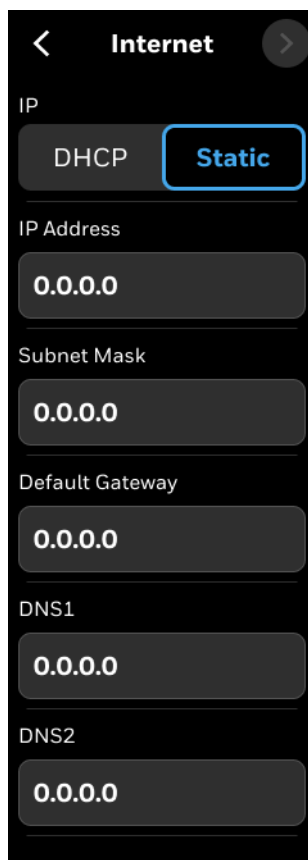 Internet
IP
DHCP Static
IP Address
0.0.0.0
Subnet Mask
0.0.0.0
Default Gateway
0.0.0.0
DNS1
0.0.0.0
DNS2
0.0.0.0